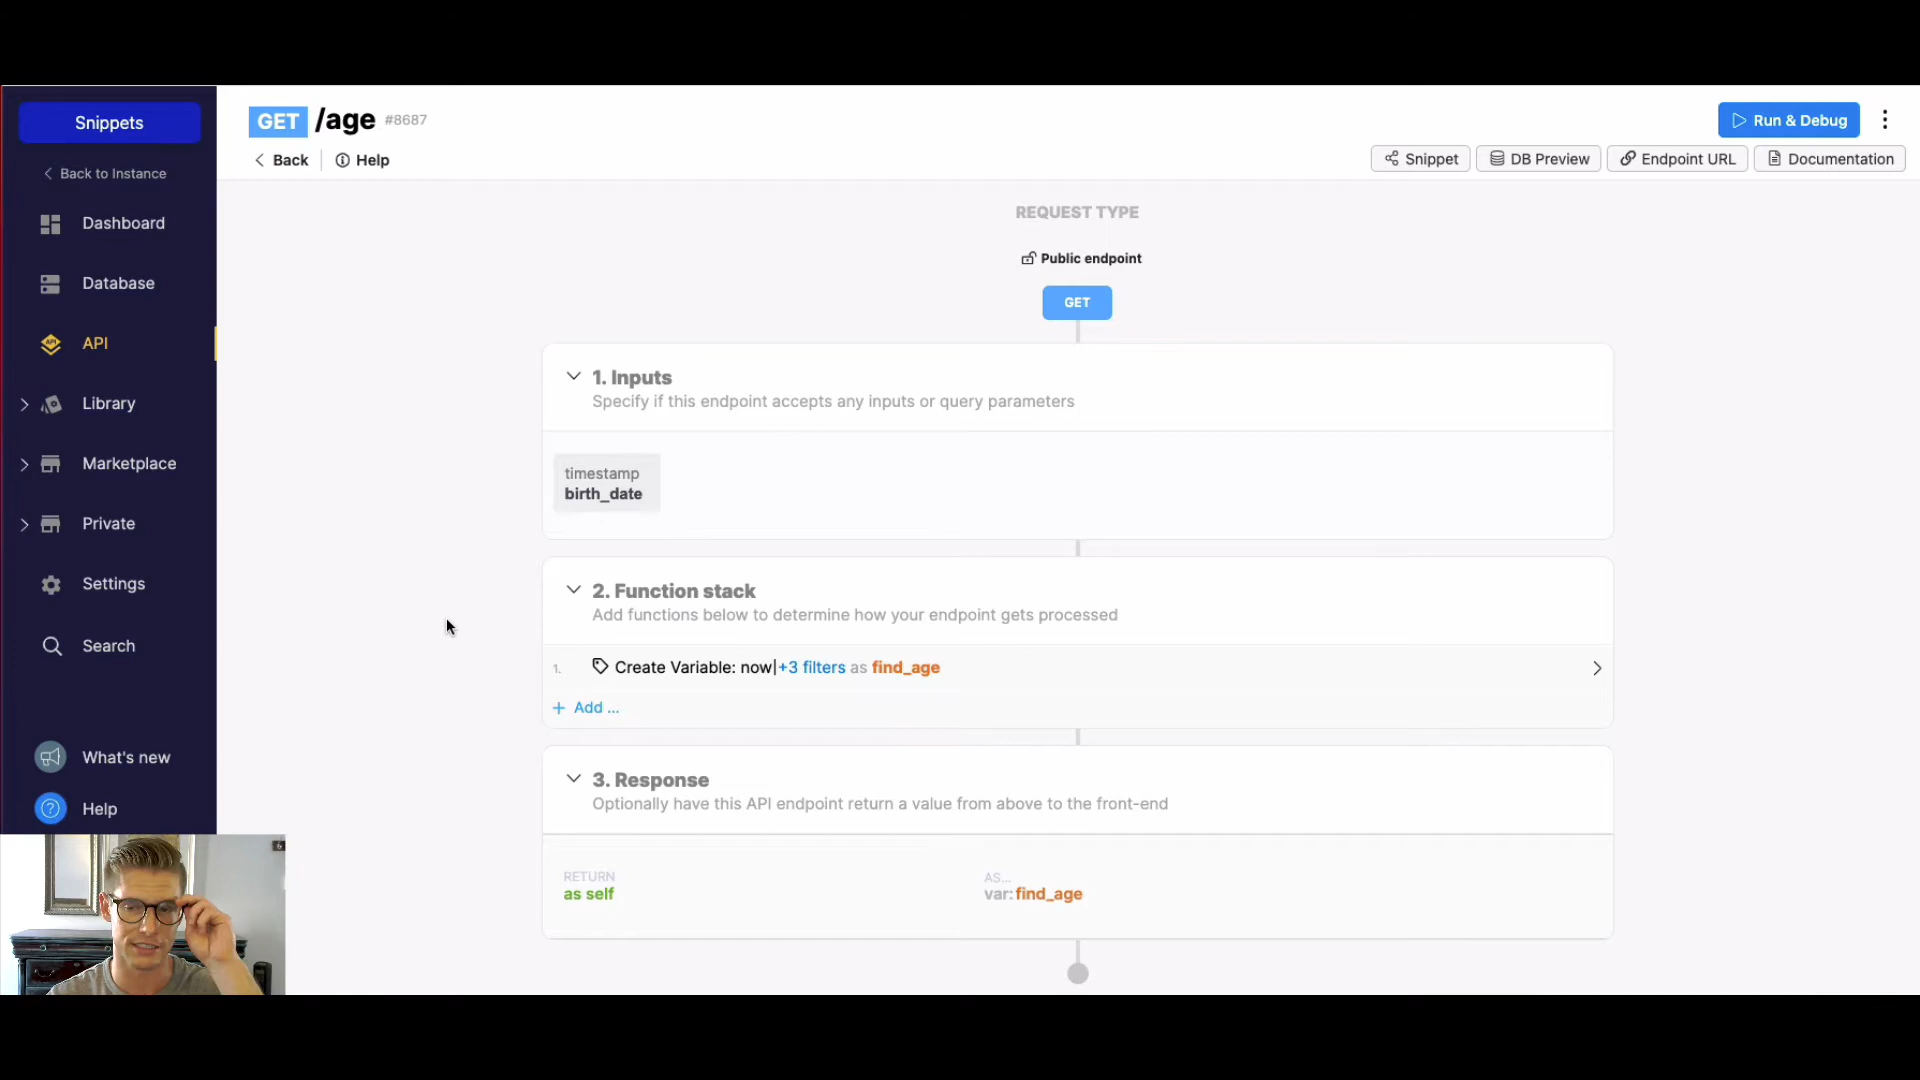 Snippets
Back to Instance
Dashboard
Database
API
Library
Marketplace
Private
Settings
Search
What's new
Help
GET /age #8687
Back
Help
Run & Debug
Snippet
DB Preview
Endpoint URL
Documentation
REQUEST TYPE
Public endpoint
GET
1. Inputs
Specify if this endpoint accepts any inputs or query parameters
timestamp
birth_date
2. Function stack
Add functions below to determine how your endpoint gets processed
1. Create Variable: now|+3 filters as find_age
+ Add ...
3. Response
Optionally have this API endpoint return a value from above to the front-end
RETURN
as self
AS...
var:find_age